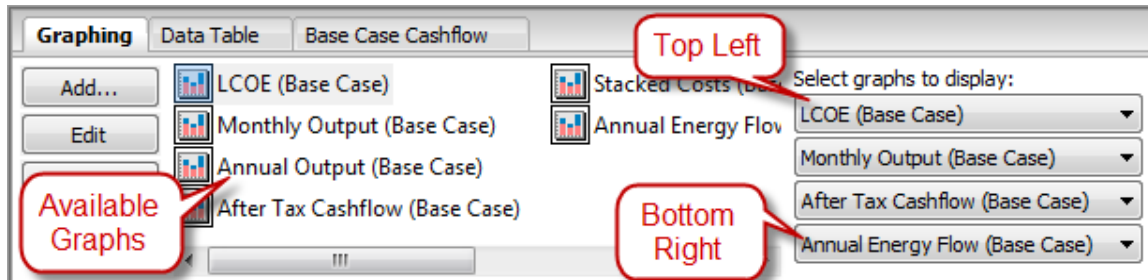 Graphing
Data Table
Base Case Cashflow
Add...
Edit
LCOE (Base Case)
Monthly Output (Base Case)
Annual Output (Base Case)
After Tax Cashflow (Base Case)
Stacked Costs
Annual Energy Flow
Select graphs to display:
LCOE (Base Case)
Monthly Output (Base Case)
After Tax Cashflow (Base Case)
Annual Energy Flow (Base Case)
Top Left
Available
Graphs
Bottom
Right